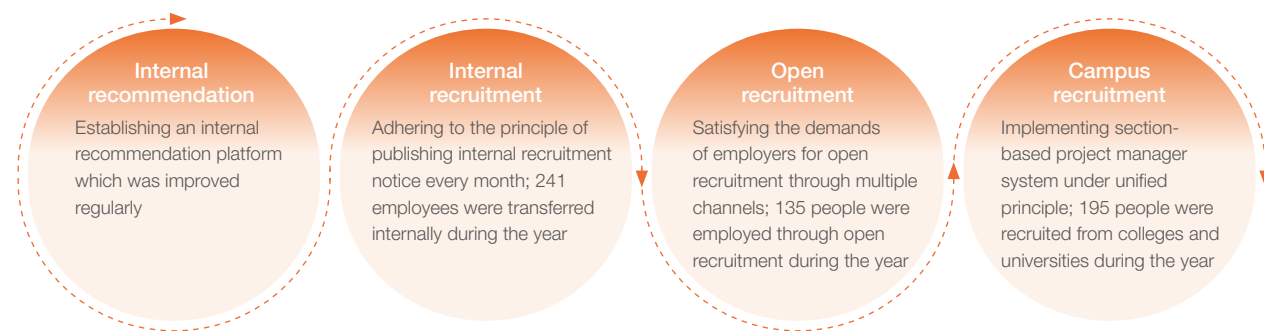 Internal
recommendation
Establishing an internal
recommendation platform
which was improved
regularly
Internal
recruitment
Adhering to the principle of
publishing internal recruitment
notice every month; 241
employees were transferred
internally during the year
Open
recruitment
Satisfying the demands
of employers for open
recruitment through multiple
channels; 135 people were
employed through open
recruitment during the year
Campus
recruitment
Implementing section-
based project manager
system under unified
principle; 195 people were
recruited from colleges and
universities during the year